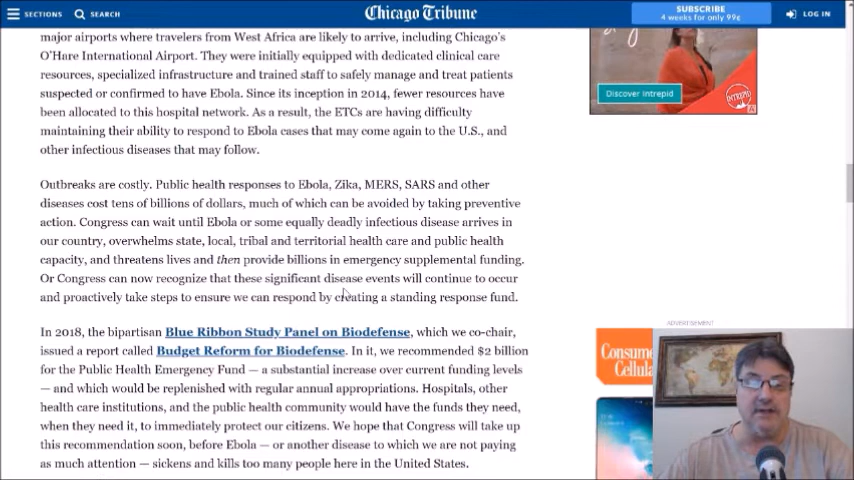 SECTIONS
SEARCH
Chicago Tribune
SUBSCRIBE
4 weeks for only 99¢
LOG IN
major airports where travelers from West Africa are likely to arrive, including Chicago's
O'Hare International Airport. They were initially equipped with dedicated clinical care
resources, specialized infrastructure and trained staff to safely manage and treat patients
suspected or confirmed to have Ebola. Since its inception in 2014, fewer resources have
been allocated to this hospital network. As a result, the ETCs are having difficulty
maintaining their ability to respond to Ebola cases that may come again to the U.S., and
other infectious diseases that may follow.
Outbreaks are costly. Public health responses to Ebola, Zika, MERS, SARS and other
diseases cost tens of billions of dollars, much of which can be avoided by taking preventive
action. Congress can wait until Ebola or some equally deadly infectious disease arrives in
our country, overwhelms state, local, tribal and territorial health care and public health
capacity, and threatens lives and then provide billions in emergency supplemental funding.
Or Congress can now recognize that these significant disease events will continue to occur
and proactively take steps to ensure we can respond by creating a standing response fund.
In 2018, the bipartisan Blue Ribbon Study Panel on Biodefense, which we co-chair,
issued a report called Budget Reform for Biodefense. In it, we recommended $2 billion
for the Public Health Emergency Fund — a substantial increase over current funding levels
— and which would be replenished with regular annual appropriations. Hospitals, other
health care institutions, and the public health community would have the funds they need,
when they need it, to immediately protect our citizens. We hope that Congress will take up
this recommendation soon, before Ebola — or another disease to which we are not paying
as much attention — sickens and kills too many people here in the United States.
Discover Intrepid
INTREPID
ADVERTISEMENT
Consume
Cellula